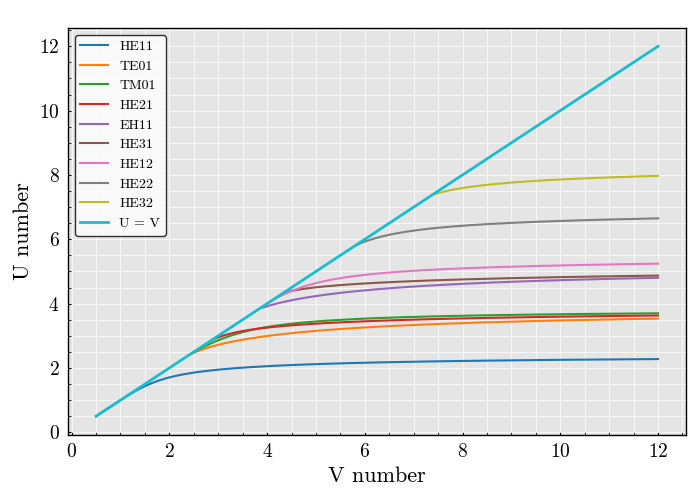 12
10
8
6
4
2
0
U number
HE11
TE01
TM01
HE21
EH11
HE31
HE12
HE22
HE32
U = V
0 2 4 6 8 10 12
V number